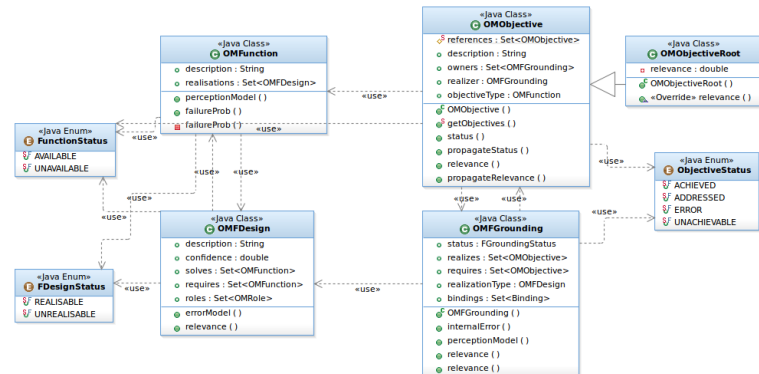 «Java Class»
OMFunction
description : String
realisations : Set<OMFDesign>
perceptionModel ( )
failureProb ( )
failureProb ( )
«Java Class»
OMObjective
references : Set<OMObjective>
description : String
owners : Set<OMFGrounding>
realizer : OMFGrounding
objectiveType : OMFunction
OMObjective ( )
getObjectives ( )
status ( )
propagateStatus ( )
relevance ( )
propagateRelevance ( )
«Java Class»
OMObjectiveRoot
relevance : double
OMObjectiveRoot ( )
«Override» relevance ( )
«Java Enum»
FunctionStatus
AVAILABLE
UNAVAILABLE
«Java Enum»
ObjectiveStatus
ACHIEVED
ADDRESSED
ERROR
UNACHIEVABLE
«Java Class»
OMFDesign
description : String
confidence : double
solves : Set<OMFunction>
requires : Set<OMFunction>
roles : Set<OMRole>
errorModel ( )
relevance ( )
«Java Class»
OMFGrounding
status : FGroundingStatus
realizes : Set<OMObjective>
requires : Set<OMObjective>
realizationType : OMFDesign
bindings : Set<Binding>
OMFGrounding ( )
internalError ( )
perceptionModel ( )
relevance ( )
relevance ( )
«Java Enum»
FDesignStatus
REALISABLE
UNREALISABLE
«use»
«use»
«use»
«use»
«use»
«use»
«use»
«use»
«use»
«use»
«use»
«use»